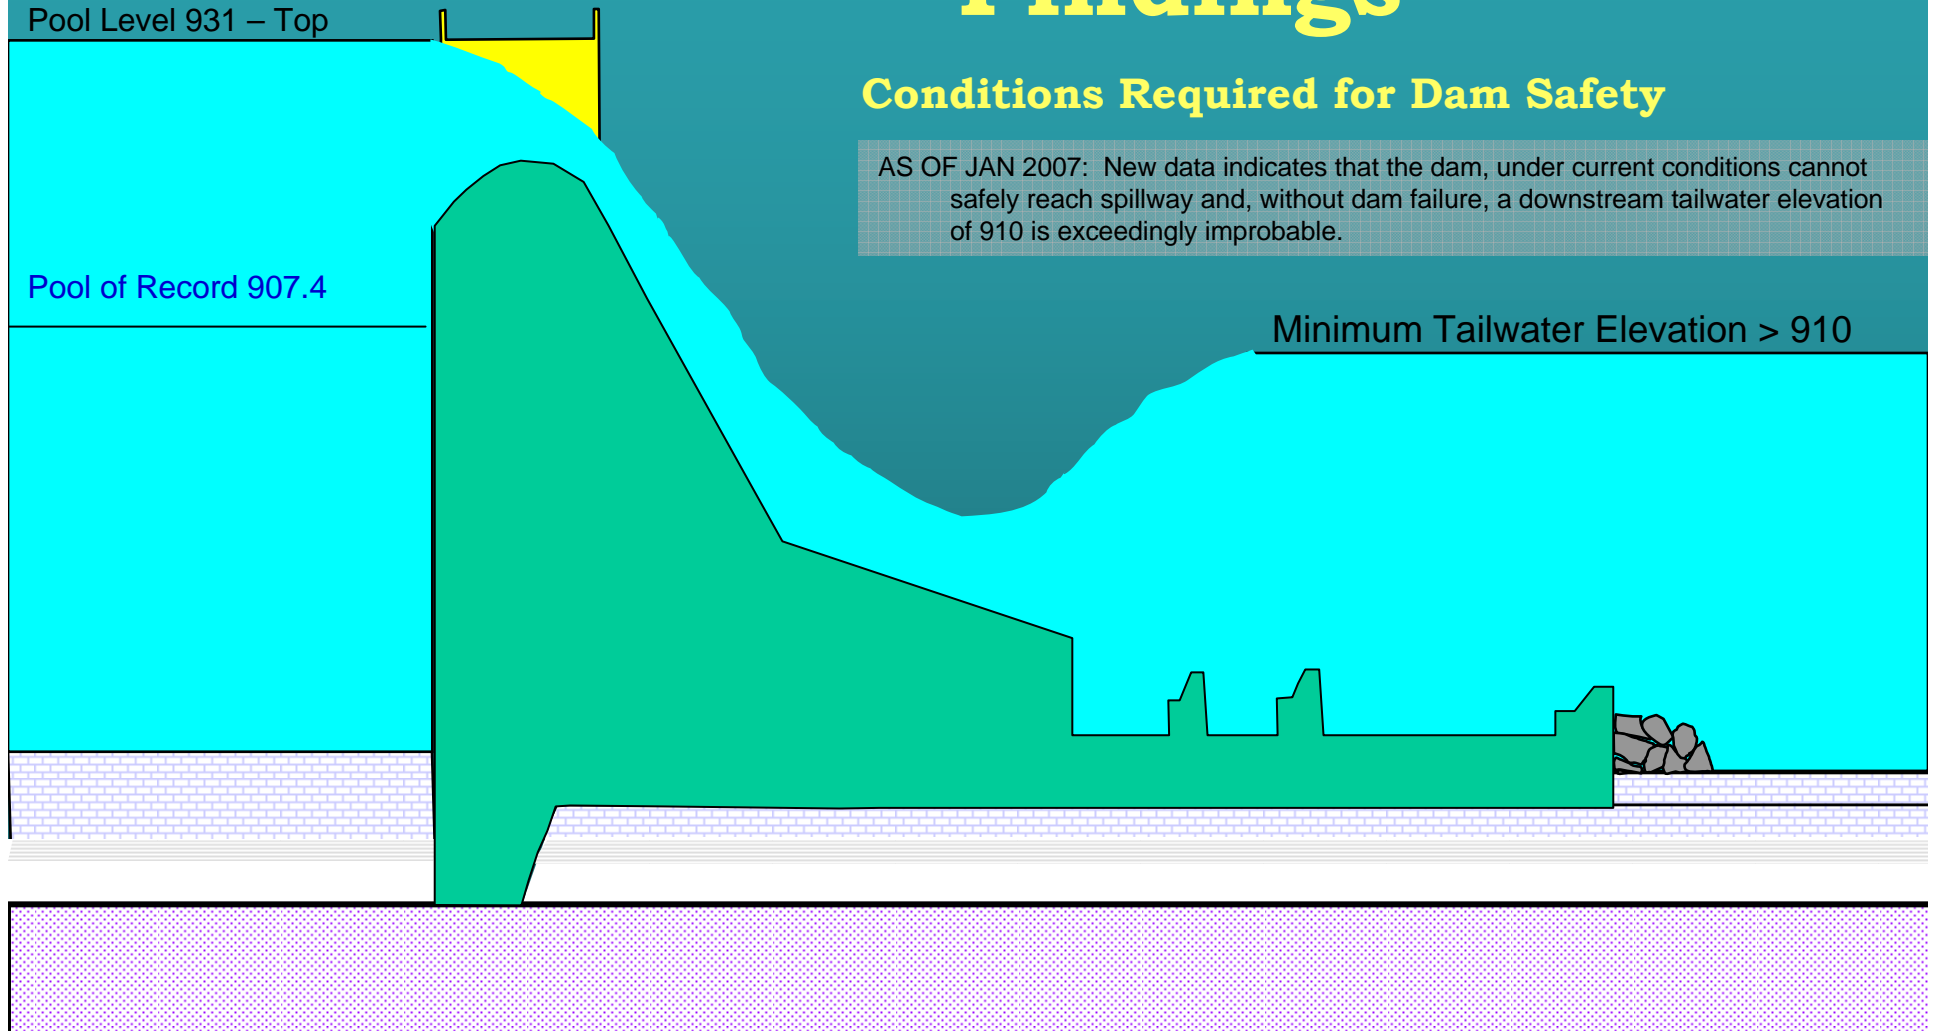 Findings
Pool Level 931 – Top
Conditions Required for Dam Safety
AS OF JAN 2007: New data indicates that the dam, under current conditions cannot
safely reach spillway and, without dam failure, a downstream tailwater elevation
of 910 is exceedingly improbable.
Pool of Record 907.4
Minimum Tailwater Elevation > 910